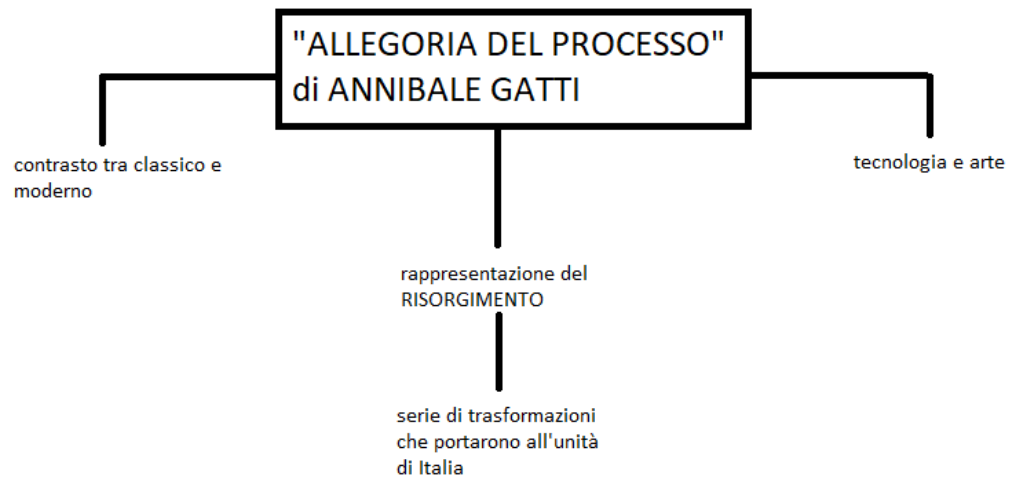 "ALLEGORIA DEL PROCESSO"
di ANNIBALE GATTI
contrasto tra classico e
moderno
tecnologia e arte
rappresentazione del
RISORGIMENTO
serie di trasformazioni
che portarono all'unità
di Italia